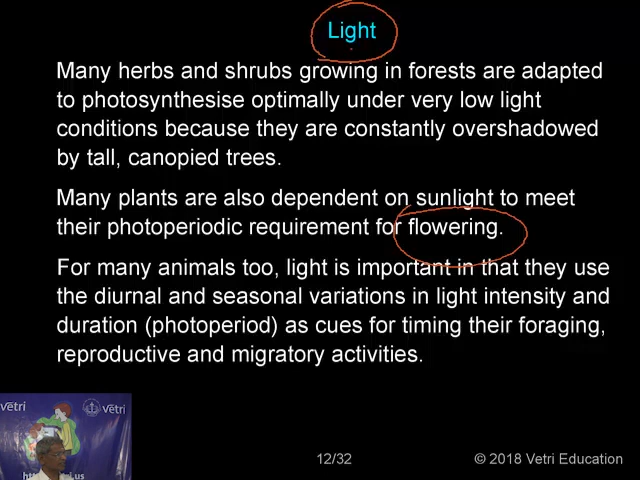 Light
Many herbs and shrubs growing in forests are adapted
to photosynthesise optimally under very low light
conditions because they are constantly overshadowed
by tall, canopied trees.
Many plants are also dependent on sunlight to meet
their photoperiodic requirement for flowering.
For many animals too, light is important in that they use
the diurnal and seasonal variations in light intensity and
duration (photoperiod) as cues for timing their foraging,
reproductive and migratory activities.
vetri
vetri
12/32
© 2018 Vetri Education